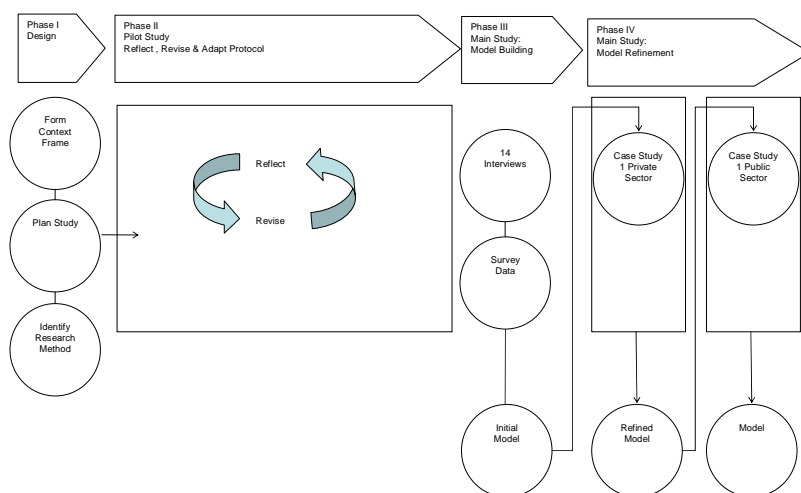 Phase I
Design
Phase II
Pilot Study
Reflect , Revise & Adapt Protocol
Phase III
Main Study:
Model Building
Phase IV
Main Study:
Model Refinement
Form
Context
Frame
Plan Study
Identify
Research
Method
Reflect
Revise
14
Interviews
Survey
Data
Initial
Model
Case Study
1 Private
Sector
Refined
Model
Case Study
1 Public
Sector
Model